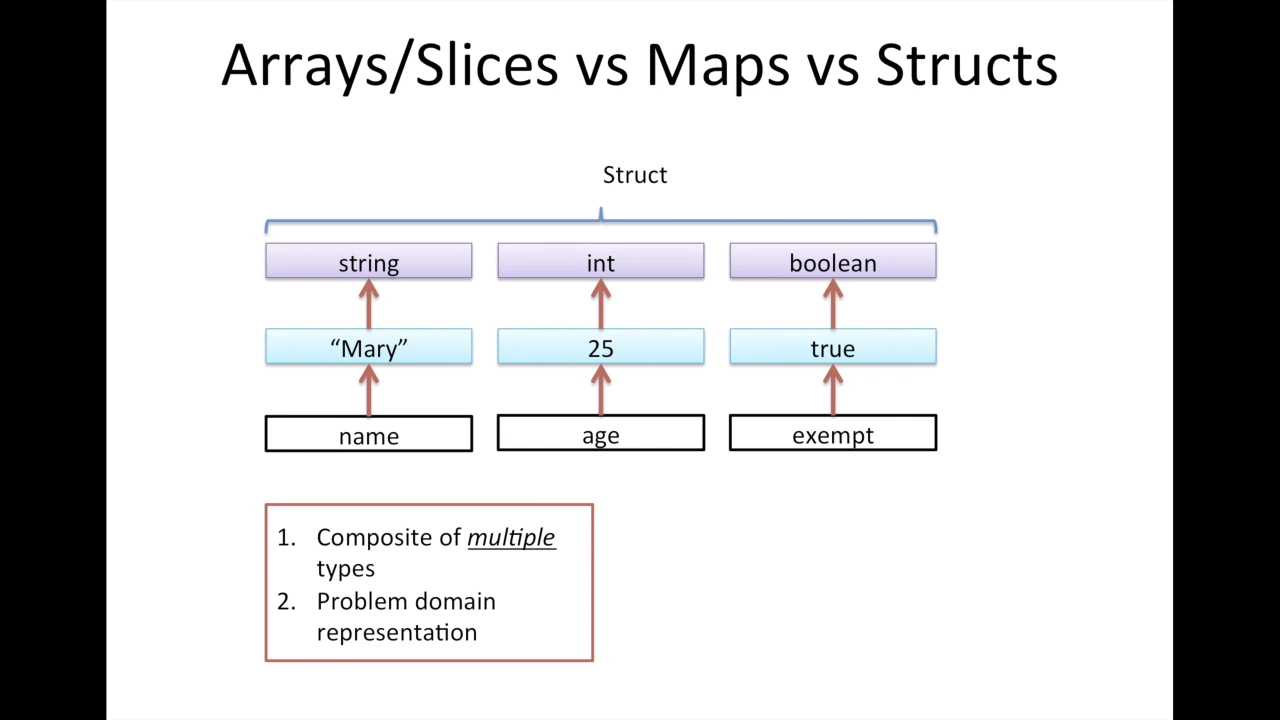 Arrays/Slices vs Maps vs Structs
Struct
string int boolean
“Mary” 25 true
name age exempt
1. Composite of multiple
types
2. Problem domain
representation